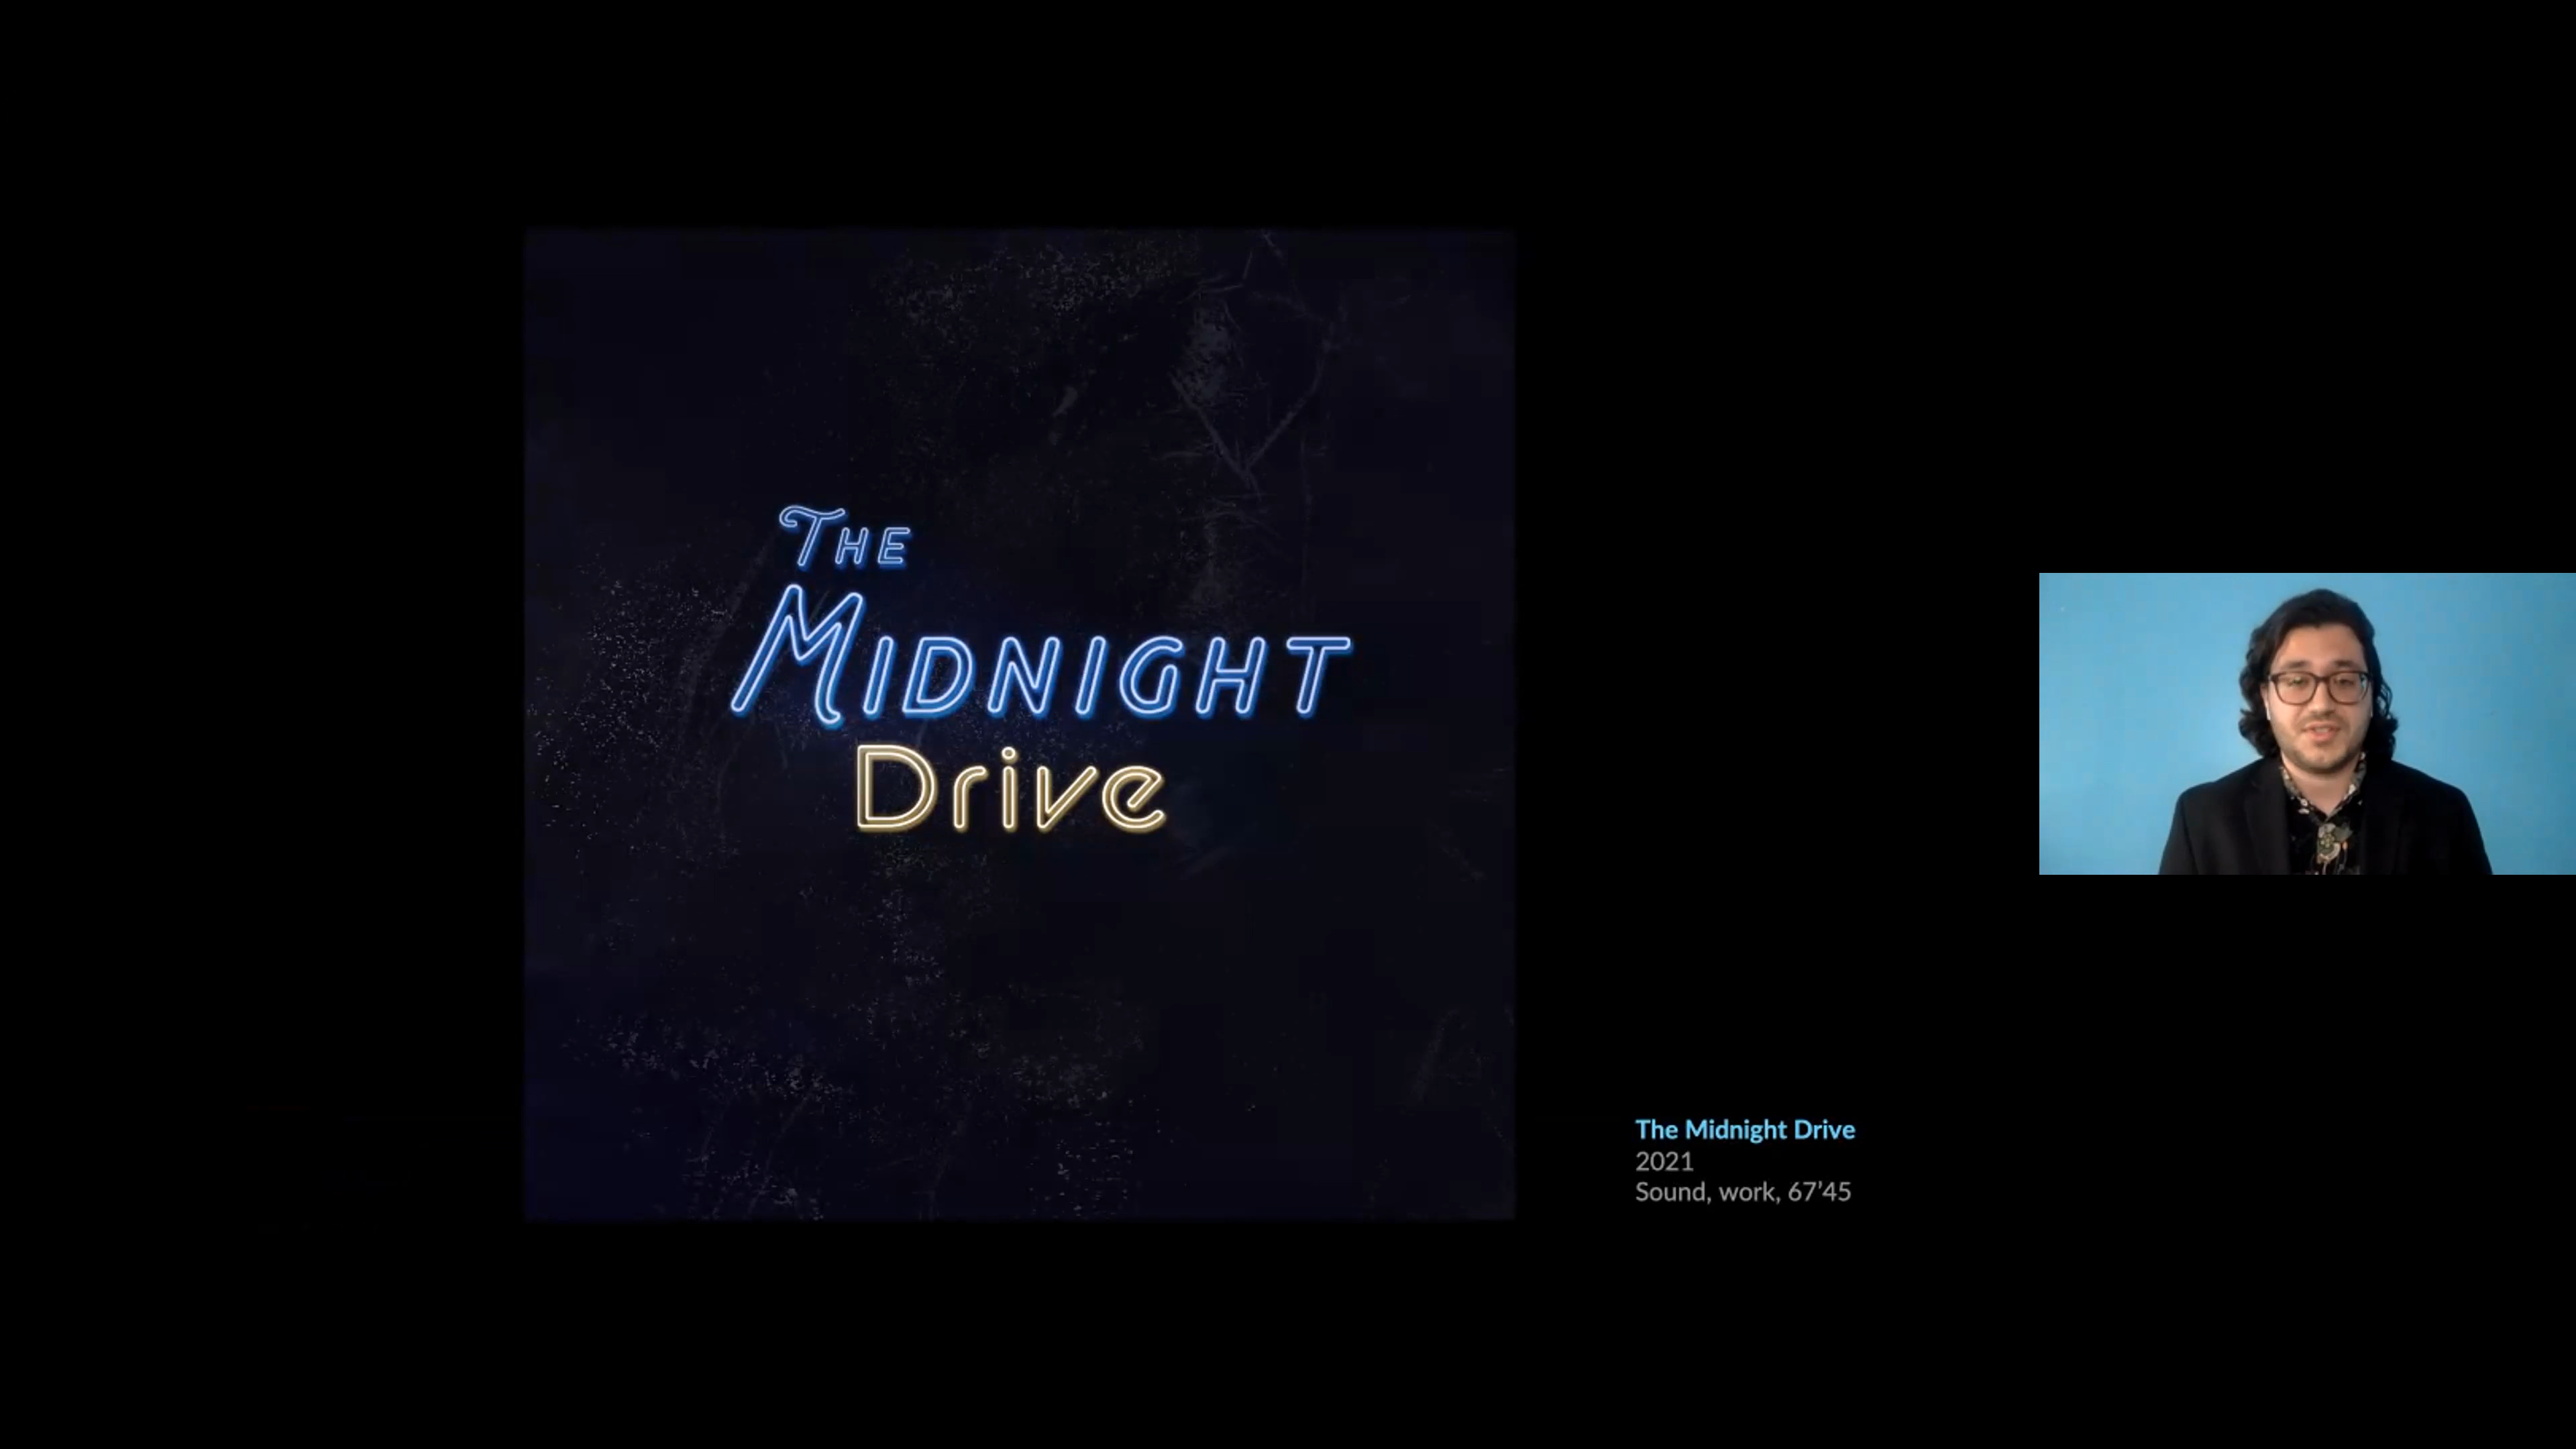 THE
MIDNIGHT
Drive
The Midnight Drive
2021
Sound, work, 67’45